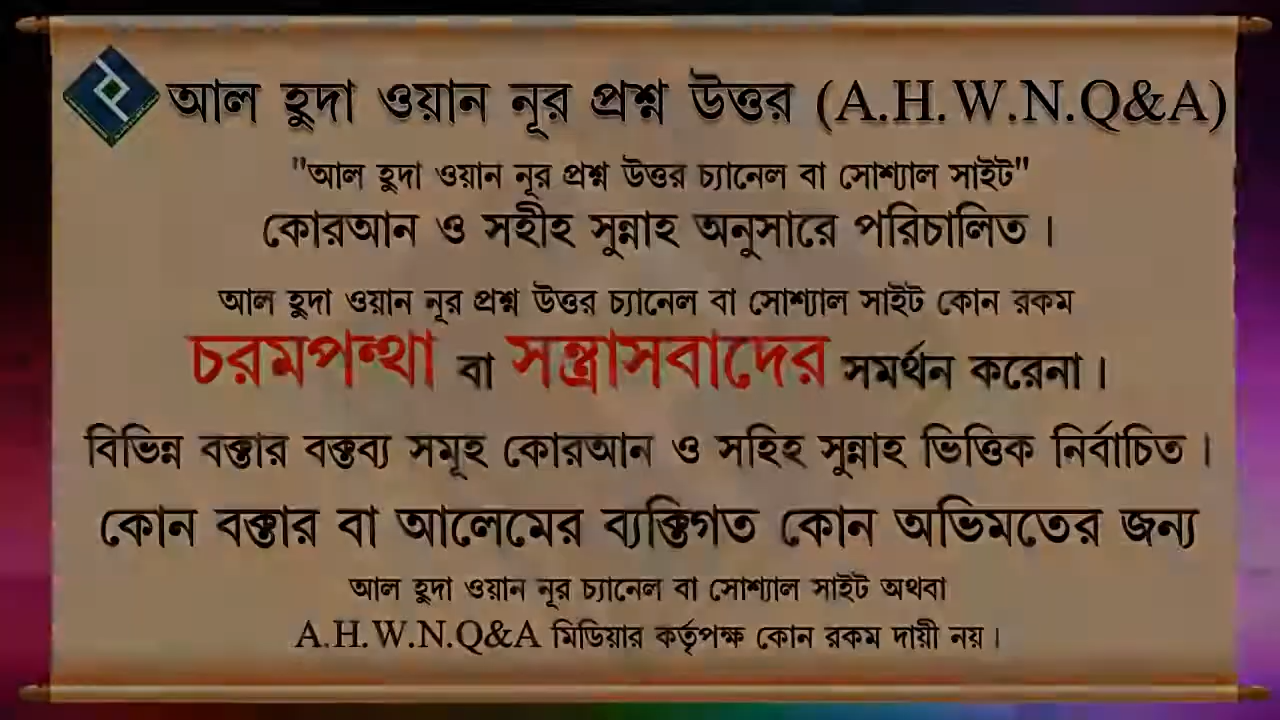 আল হুদা ওয়ান নূর প্রশ্ন উত্তর (A.H.W.N.Q&A)
"আল হুদা ওয়ান নূর প্রশ্ন উত্তর চ্যানেল বা সোশ্যাল সাইট"
কোরআন ও সহীহ সুন্নাহ অনুসারে পরিচালিত।
আল হুদা ওয়ান নূর প্রশ্ন উত্তর চ্যানেল বা সোশ্যাল সাইট কোন রকম
চরমপন্থা বা সন্ত্রাসবাদের সমর্থন করেনা।
বিভিন্ন বক্তার বক্তব্য সমূহ কোরআন ও সহিহ সুন্নাহ ভিত্তিক নির্বাচিত।
কোন বক্তার বা আলেমের ব্যক্তিগত কোন অভিমতের জন্য
আল হুদা ওয়ান নূর চ্যানেল বা সোশ্যাল সাইট অথবা
A.H.W.N.Q&A মিডিয়ার কর্তৃপক্ষ কোন রকম দায়ী নয়।